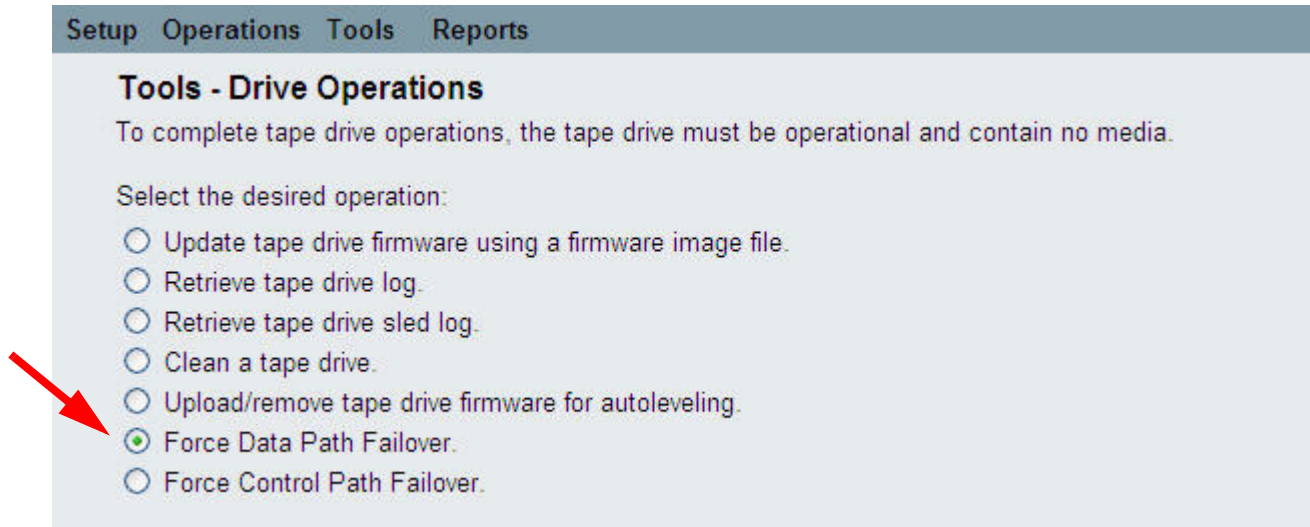 Setup Operations Tools Reports
Tools - Drive Operations
To complete tape drive operations, the tape drive must be operational and contain no media.
Select the desired operation:
Update tape drive firmware using a firmware image file.
Retrieve tape drive log.
Retrieve tape drive sled log.
Clean a tape drive.
Upload/remove tape drive firmware for autoleveling.
Force Data Path Failover.
Force Control Path Failover.